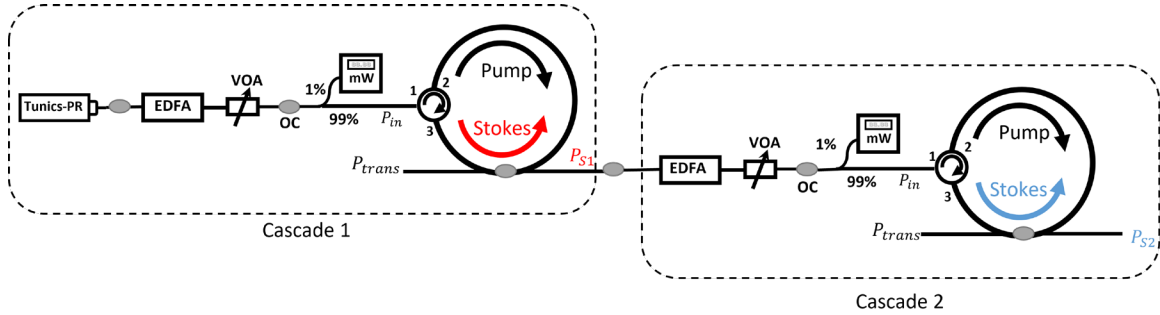 Tunics-PR
EDFA
VOA
OC
1%
99%
mW
P_in
1
2
3
Pump
Stokes
P_trans
P_S1
Cascade 1
EDFA
VOA
OC
1%
99%
mW
P_in
1
2
3
Pump
Stokes
P_trans
P_S2
Cascade 2